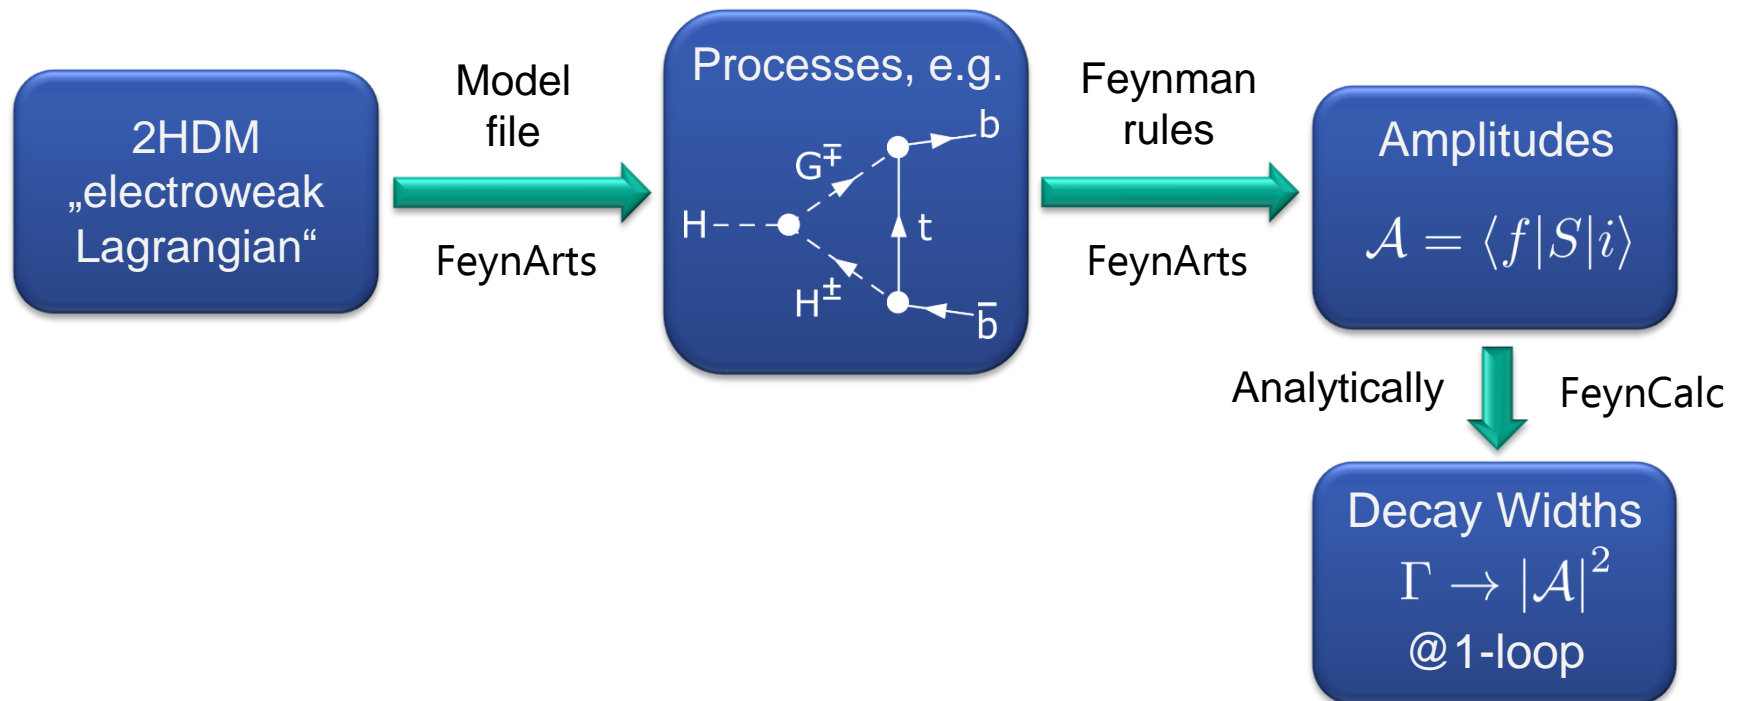 2HDM
„electroweak
Lagrangian“
Model
file
FeynArts
Processes, e.g.
G∓
b
H
t
H±
b̄
Feynman
rules
FeynArts
Amplitudes
𝒜 = ⟨f|S|i⟩
Analytically
FeynCalc
Decay Widths
Γ → |𝒜|²
@1-loop